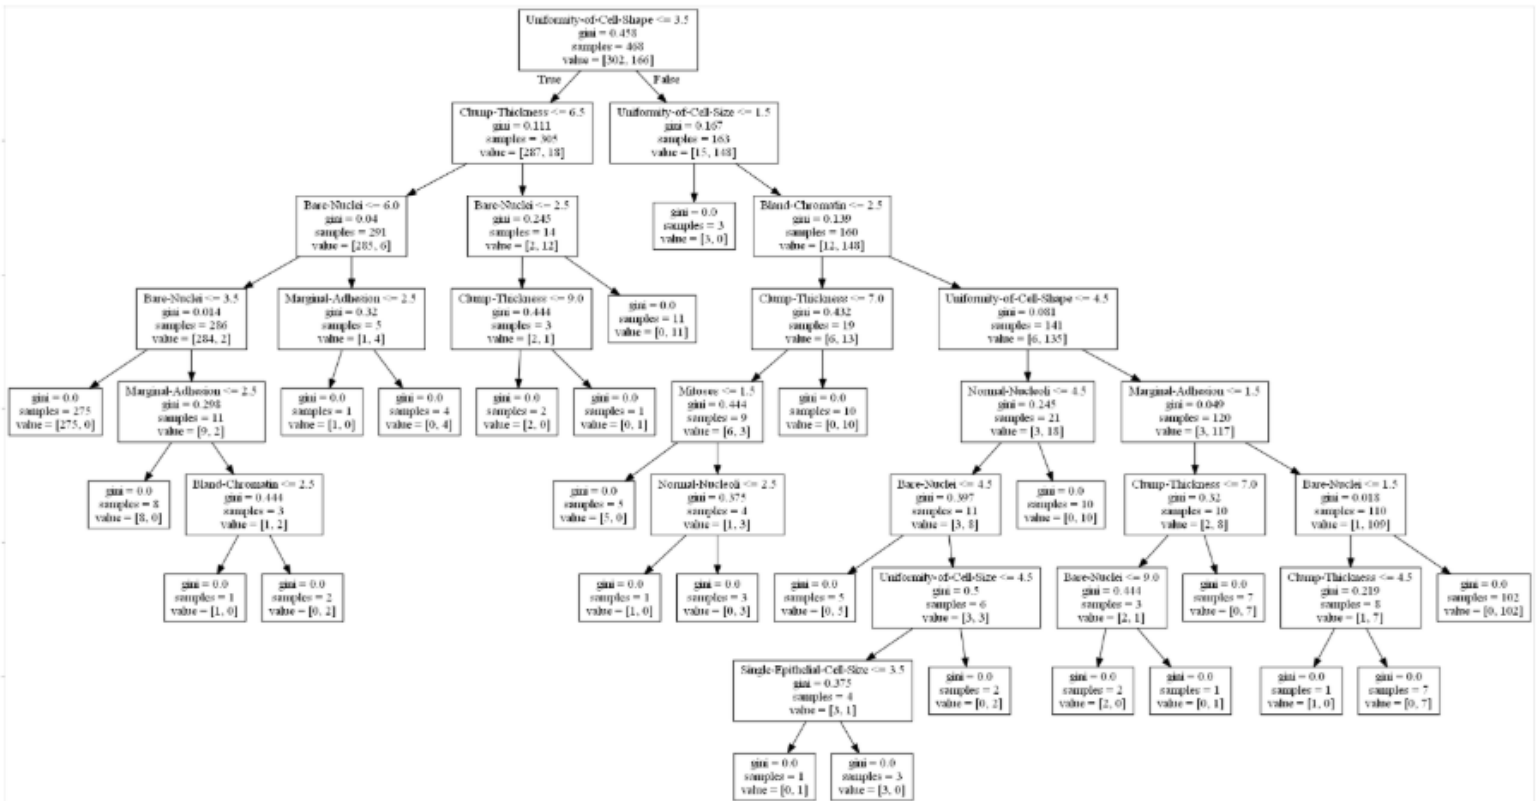 Uniformity-of-Cell-Shape <= 3.5
gini = 0.458
samples = 468
value = [302, 166]
True
False
Clump-Thickness <= 6.5
gini = 0.111
samples = 305
value = [287, 18]
Uniformity-of-Cell-Size <= 1.5
gini = 0.167
samples = 163
value = [15, 148]
Bare-Nuclei <= 6.0
gini = 0.04
samples = 291
value = [285, 6]
Bare-Nuclei <= 2.5
gini = 0.245
samples = 14
value = [2, 12]
gini = 0.0
samples = 3
value = [3, 0]
Bland-Chromatin <= 2.5
gini = 0.139
samples = 160
value = [12, 148]
Bare-Nuclei <= 3.5
gini = 0.014
samples = 286
value = [284, 2]
Marginal-Adhesion <= 2.5
gini = 0.32
samples = 5
value = [1, 4]
Clump-Thickness <= 9.0
gini = 0.444
samples = 3
value = [2, 1]
gini = 0.0
samples = 11
value = [0, 11]
Clump-Thickness <= 7.0
gini = 0.432
samples = 19
value = [6, 13]
Uniformity-of-Cell-Shape <= 4.5
gini = 0.081
samples = 141
value = [6, 135]
gini = 0.0
samples = 275
value = [275, 0]
Marginal-Adhesion <= 2.5
gini = 0.298
samples = 11
value = [9, 2]
gini = 0.0
samples = 1
value = [1, 0]
gini = 0.0
samples = 4
value = [0, 4]
gini = 0.0
samples = 2
value = [2, 0]
gini = 0.0
samples = 1
value = [0, 1]
Mitoses <= 1.5
gini = 0.444
samples = 9
value = [6, 3]
gini = 0.0
samples = 10
value = [0, 10]
Normal-Nucleoli <= 4.5
gini = 0.245
samples = 21
value = [3, 18]
Marginal-Adhesion <= 1.5
gini = 0.049
samples = 120
value = [3, 117]
gini = 0.0
samples = 8
value = [8, 0]
Bland-Chromatin <= 2.5
gini = 0.444
samples = 3
value = [1, 2]
gini = 0.0
samples = 5
value = [5, 0]
Normal-Nucleoli <= 2.5
gini = 0.375
samples = 4
value = [1, 3]
Bare-Nuclei <= 4.5
gini = 0.397
samples = 11
value = [3, 8]
gini = 0.0
samples = 10
value = [0, 10]
Clump-Thickness <= 7.0
gini = 0.32
samples = 10
value = [2, 8]
Bare-Nuclei <= 1.5
gini = 0.018
samples = 110
value = [1, 109]
gini = 0.0
samples = 1
value = [1, 0]
gini = 0.0
samples = 2
value = [0, 2]
gini = 0.0
samples = 1
value = [1, 0]
gini = 0.0
samples = 3
value = [0, 3]
gini = 0.0
samples = 5
value = [0, 5]
Uniformity-of-Cell-Size <= 4.5
gini = 0.5
samples = 6
value = [3, 3]
Bare-Nuclei <= 9.0
gini = 0.444
samples = 3
value = [2, 1]
gini = 0.0
samples = 7
value = [0, 7]
Clump-Thickness <= 4.5
gini = 0.219
samples = 8
value = [1, 7]
gini = 0.0
samples = 102
value = [0, 102]
Single-Epithelial-Cell-Size <= 3.5
gini = 0.375
samples = 4
value = [3, 1]
gini = 0.0
samples = 2
value = [0, 2]
gini = 0.0
samples = 2
value = [2, 0]
gini = 0.0
samples = 1
value = [0, 1]
gini = 0.0
samples = 1
value = [1, 0]
gini = 0.0
samples = 7
value = [0, 7]
gini = 0.0
samples = 1
value = [0, 1]
gini = 0.0
samples = 3
value = [3, 0]